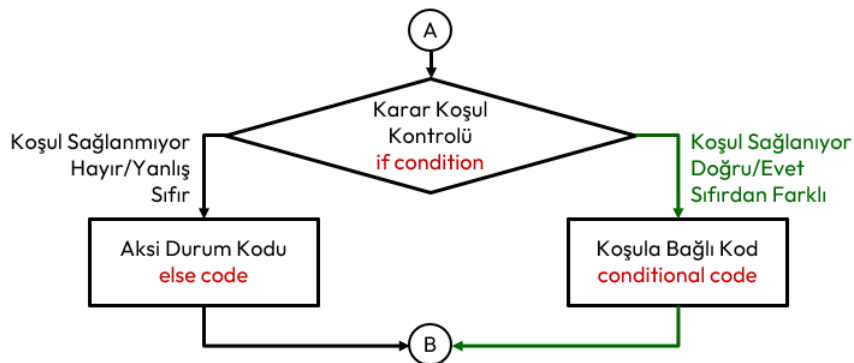 A
Karar Koşul
Kontrolü
if condition
Koşul Sağlanmıyor
Hayır/Yanlış
Sıfır
Koşul Sağlanıyor
Doğru/Evet
Sıfırdan Farklı
Aksi Durum Kodu
else code
Koşula Bağlı Kod
conditional code
B